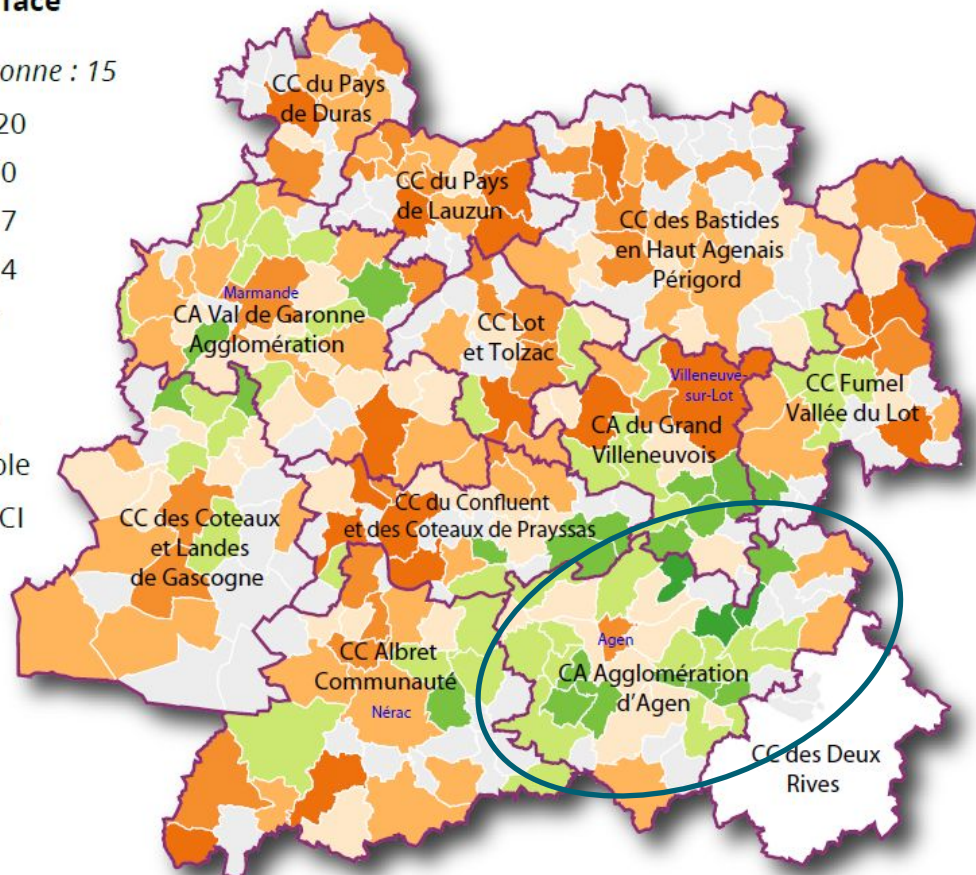 face
onne : 15
20
0
7
4
ole
CI
CC du Pays
de Duras
CC du Pays
de Lauzun
CC des Bastides
en Haut Agenais
Périgord
Marmande
CA Val de Garonne
Agglomération
CC Lot
et Tolzac
Villeneuve-
sur-Lot
CC Fumel
Vallée du Lot
CA du Grand
Villeneuvois
CC du Confluent
et des Coteaux de Prayssas
CC des Coteaux
et Landes
de Gascogne
Agen
CC Albret
Communauté
CA Agglomération
d'Agen
Nérac
CC des Deux
Rives